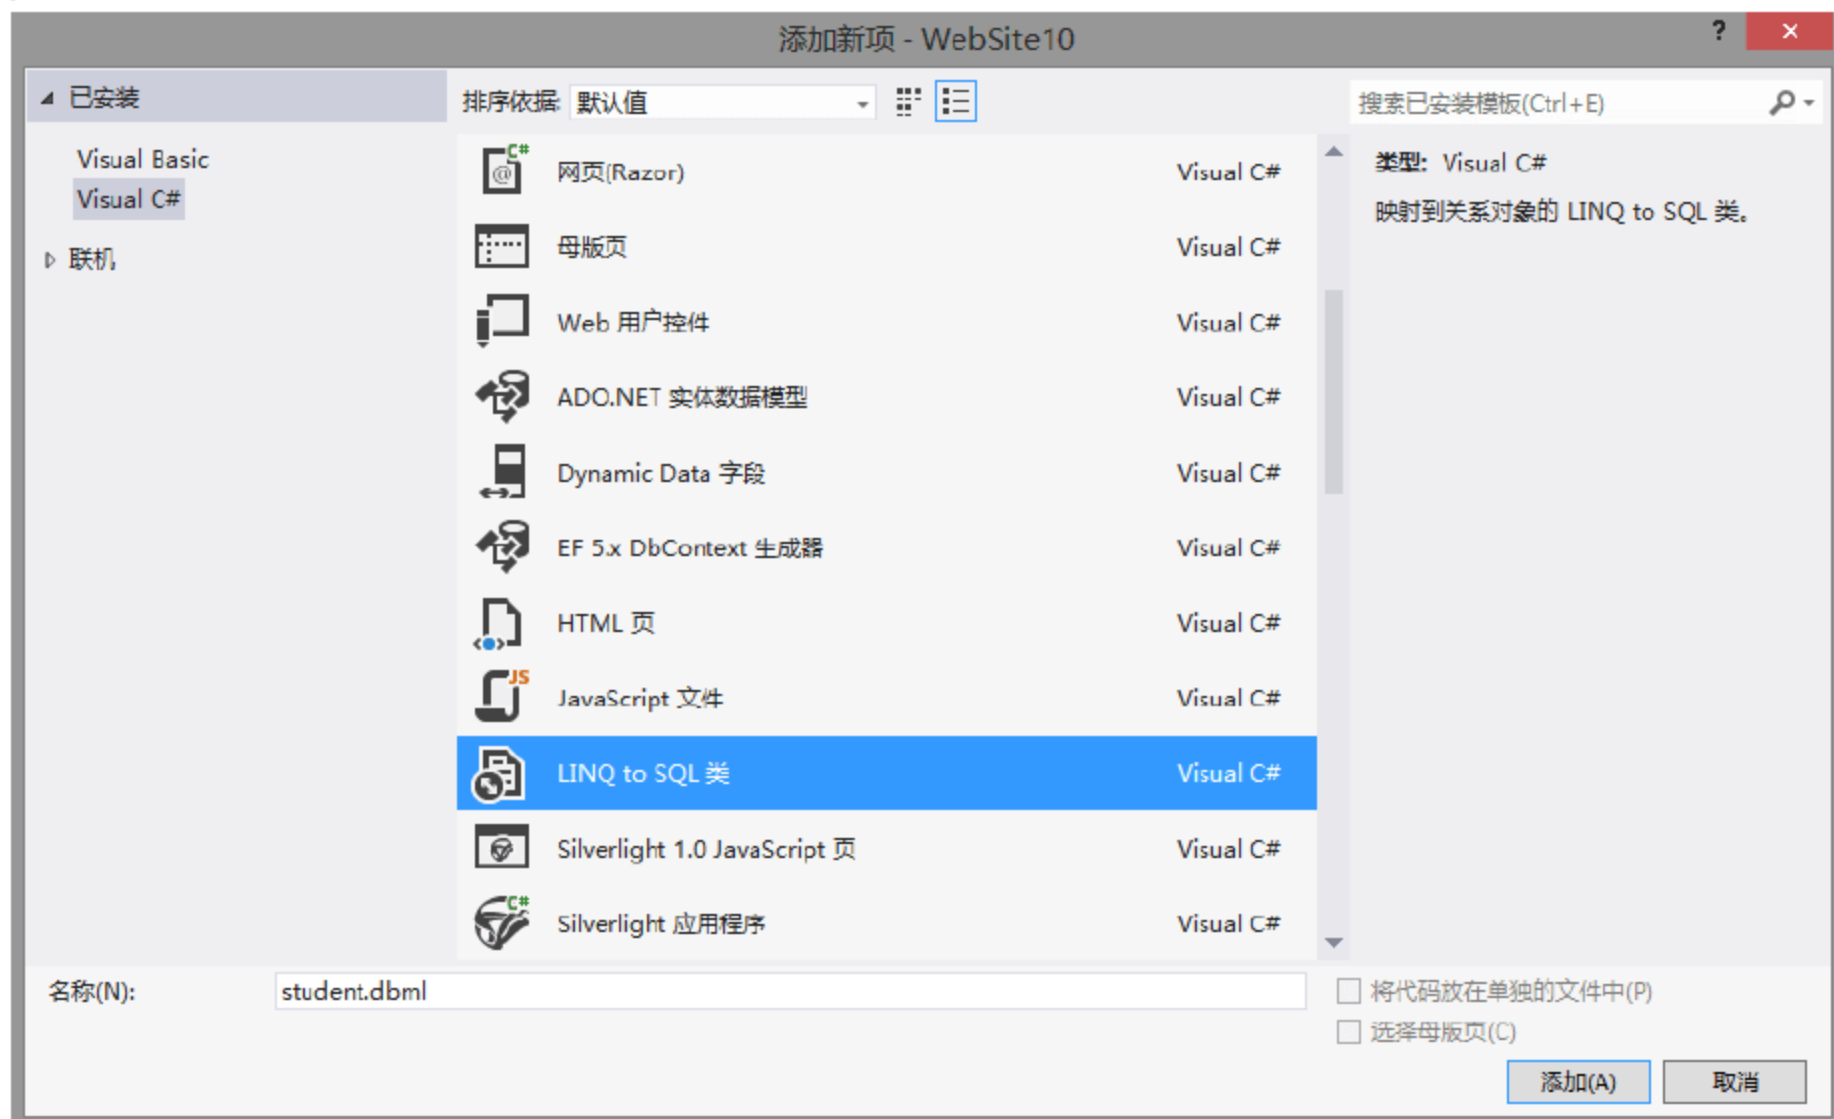 添加新项 - WebSite10
?
已安装
排序依据: 默认值
搜索已安装模板(Ctrl+E)
Visual Basic
Visual C#
联机
网页(Razor) Visual C#
母版页 Visual C#
Web 用户控件 Visual C#
ADO.NET 实体数据模型 Visual C#
Dynamic Data 字段 Visual C#
EF 5.x DbContext 生成器 Visual C#
HTML 页 Visual C#
JavaScript 文件 Visual C#
LINQ to SQL 类 Visual C#
Silverlight 1.0 JavaScript 页 Visual C#
Silverlight 应用程序 Visual C#
类型: Visual C#
映射到关系对象的 LINQ to SQL 类。
名称(N): student.dbml
将代码放在单独的文件中(P)
选择母版页(C)
添加(A) 取消